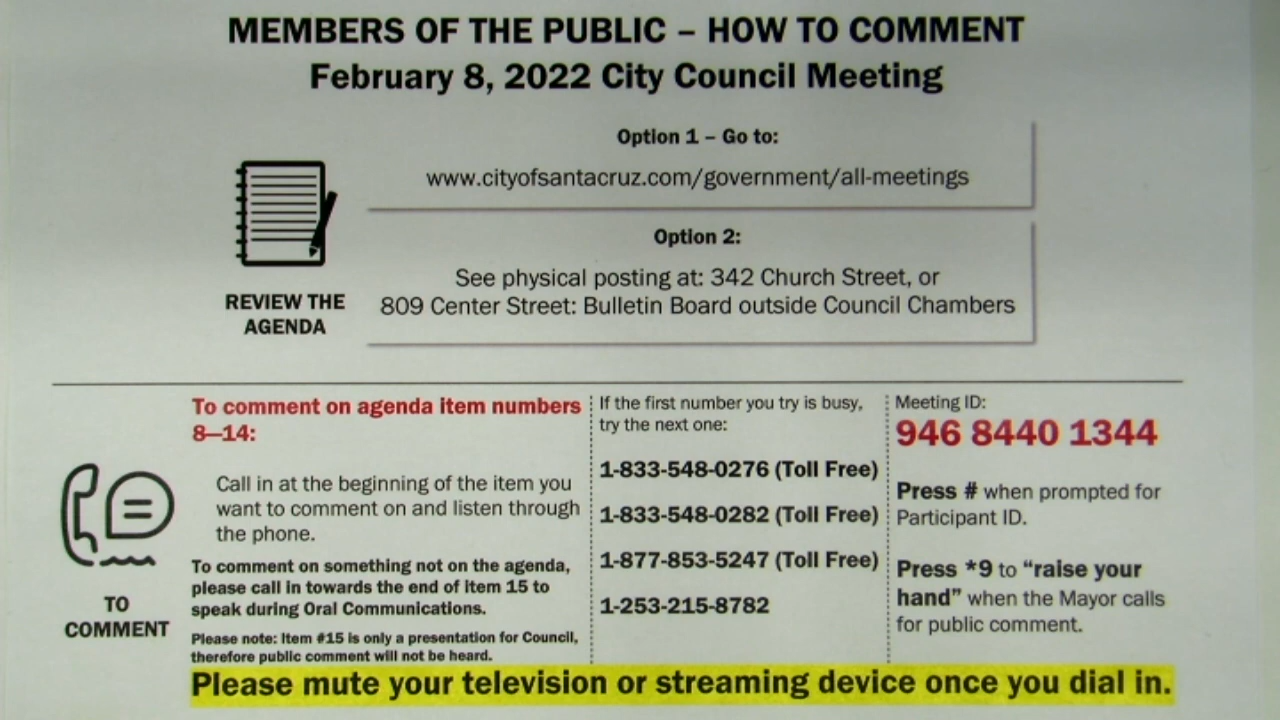 MEMBERS OF THE PUBLIC – HOW TO COMMENT
February 8, 2022 City Council Meeting
Option 1 – Go to:
www.cityofsantacruz.com/government/all-meetings
Option 2:
See physical posting at: 342 Church Street, or
809 Center Street: Bulletin Board outside Council Chambers
REVIEW THE
AGENDA
To comment on agenda item numbers
8—14:
Call in at the beginning of the item you
want to comment on and listen through
the phone.
To comment on something not on the agenda,
please call in towards the end of item 15 to
speak during Oral Communications.
Please note: Item #15 is only a presentation for Council,
therefore public comment will not be heard.
TO
COMMENT
If the first number you try is busy,
try the next one:
1-833-548-0276 (Toll Free)
1-833-548-0282 (Toll Free)
1-877-853-5247 (Toll Free)
1-253-215-8782
Meeting ID:
946 8440 1344
Press # when prompted for
Participant ID.
Press *9 to “raise your
hand” when the Mayor calls
for public comment.
Please mute your television or streaming device once you dial in.